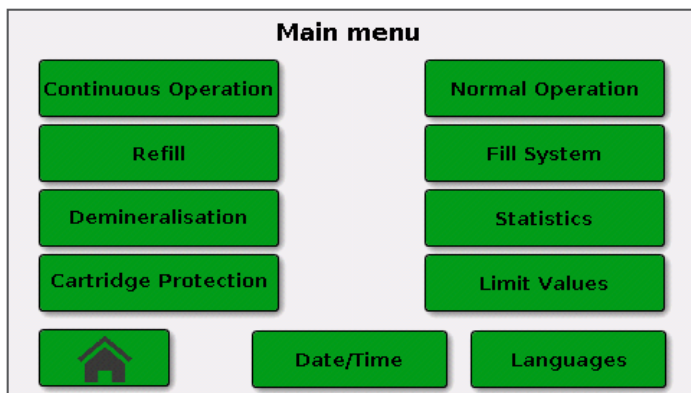 Main menu
Continuous Operation
Normal Operation
Refill
Fill System
Demineralisation
Statistics
Cartridge Protection
Limit Values
Date/Time
Languages